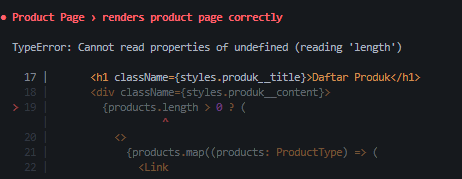 ● Product Page › renders product page correctly
TypeError: Cannot read properties of undefined (reading 'length')
17 | <h1 className={styles.produk__title}>Daftar Produk</h1>
18 | <div className={styles.produk__content}>
> 19 | {products.length > 0 ? (
^
20 | <>
21 | {products.map((products: ProductType) => (
22 | <Link